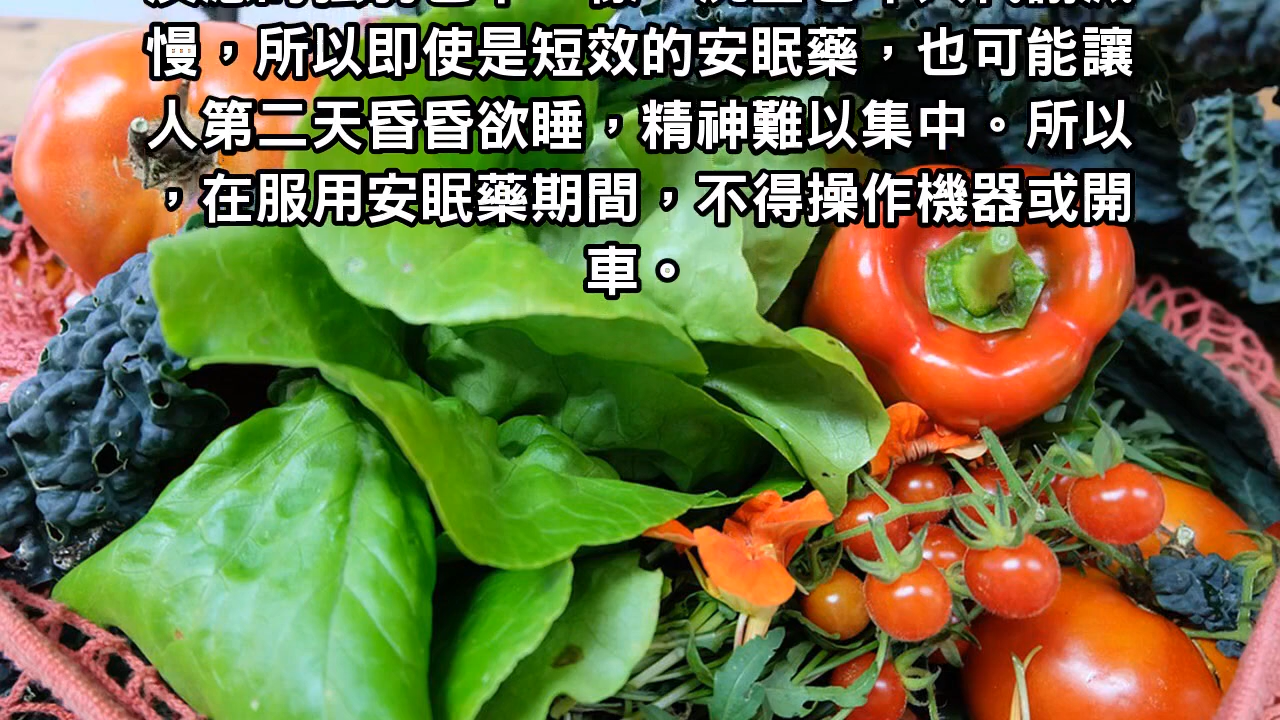 慢，所以即使是短效的安眠藥，也可能讓
人第二天昏昏欲睡，精神難以集中。所以
，在服用安眠藥期間，不得操作機器或開
車。